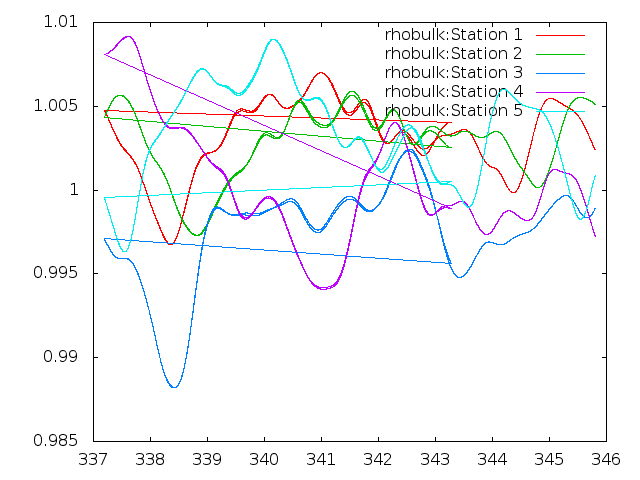 1.01
1.005
1
0.995
0.99
0.985
337 338 339 340 341 342 343 344 345 346
rhobulk:Station 1
rhobulk:Station 2
rhobulk:Station 3
rhobulk:Station 4
rhobulk:Station 5